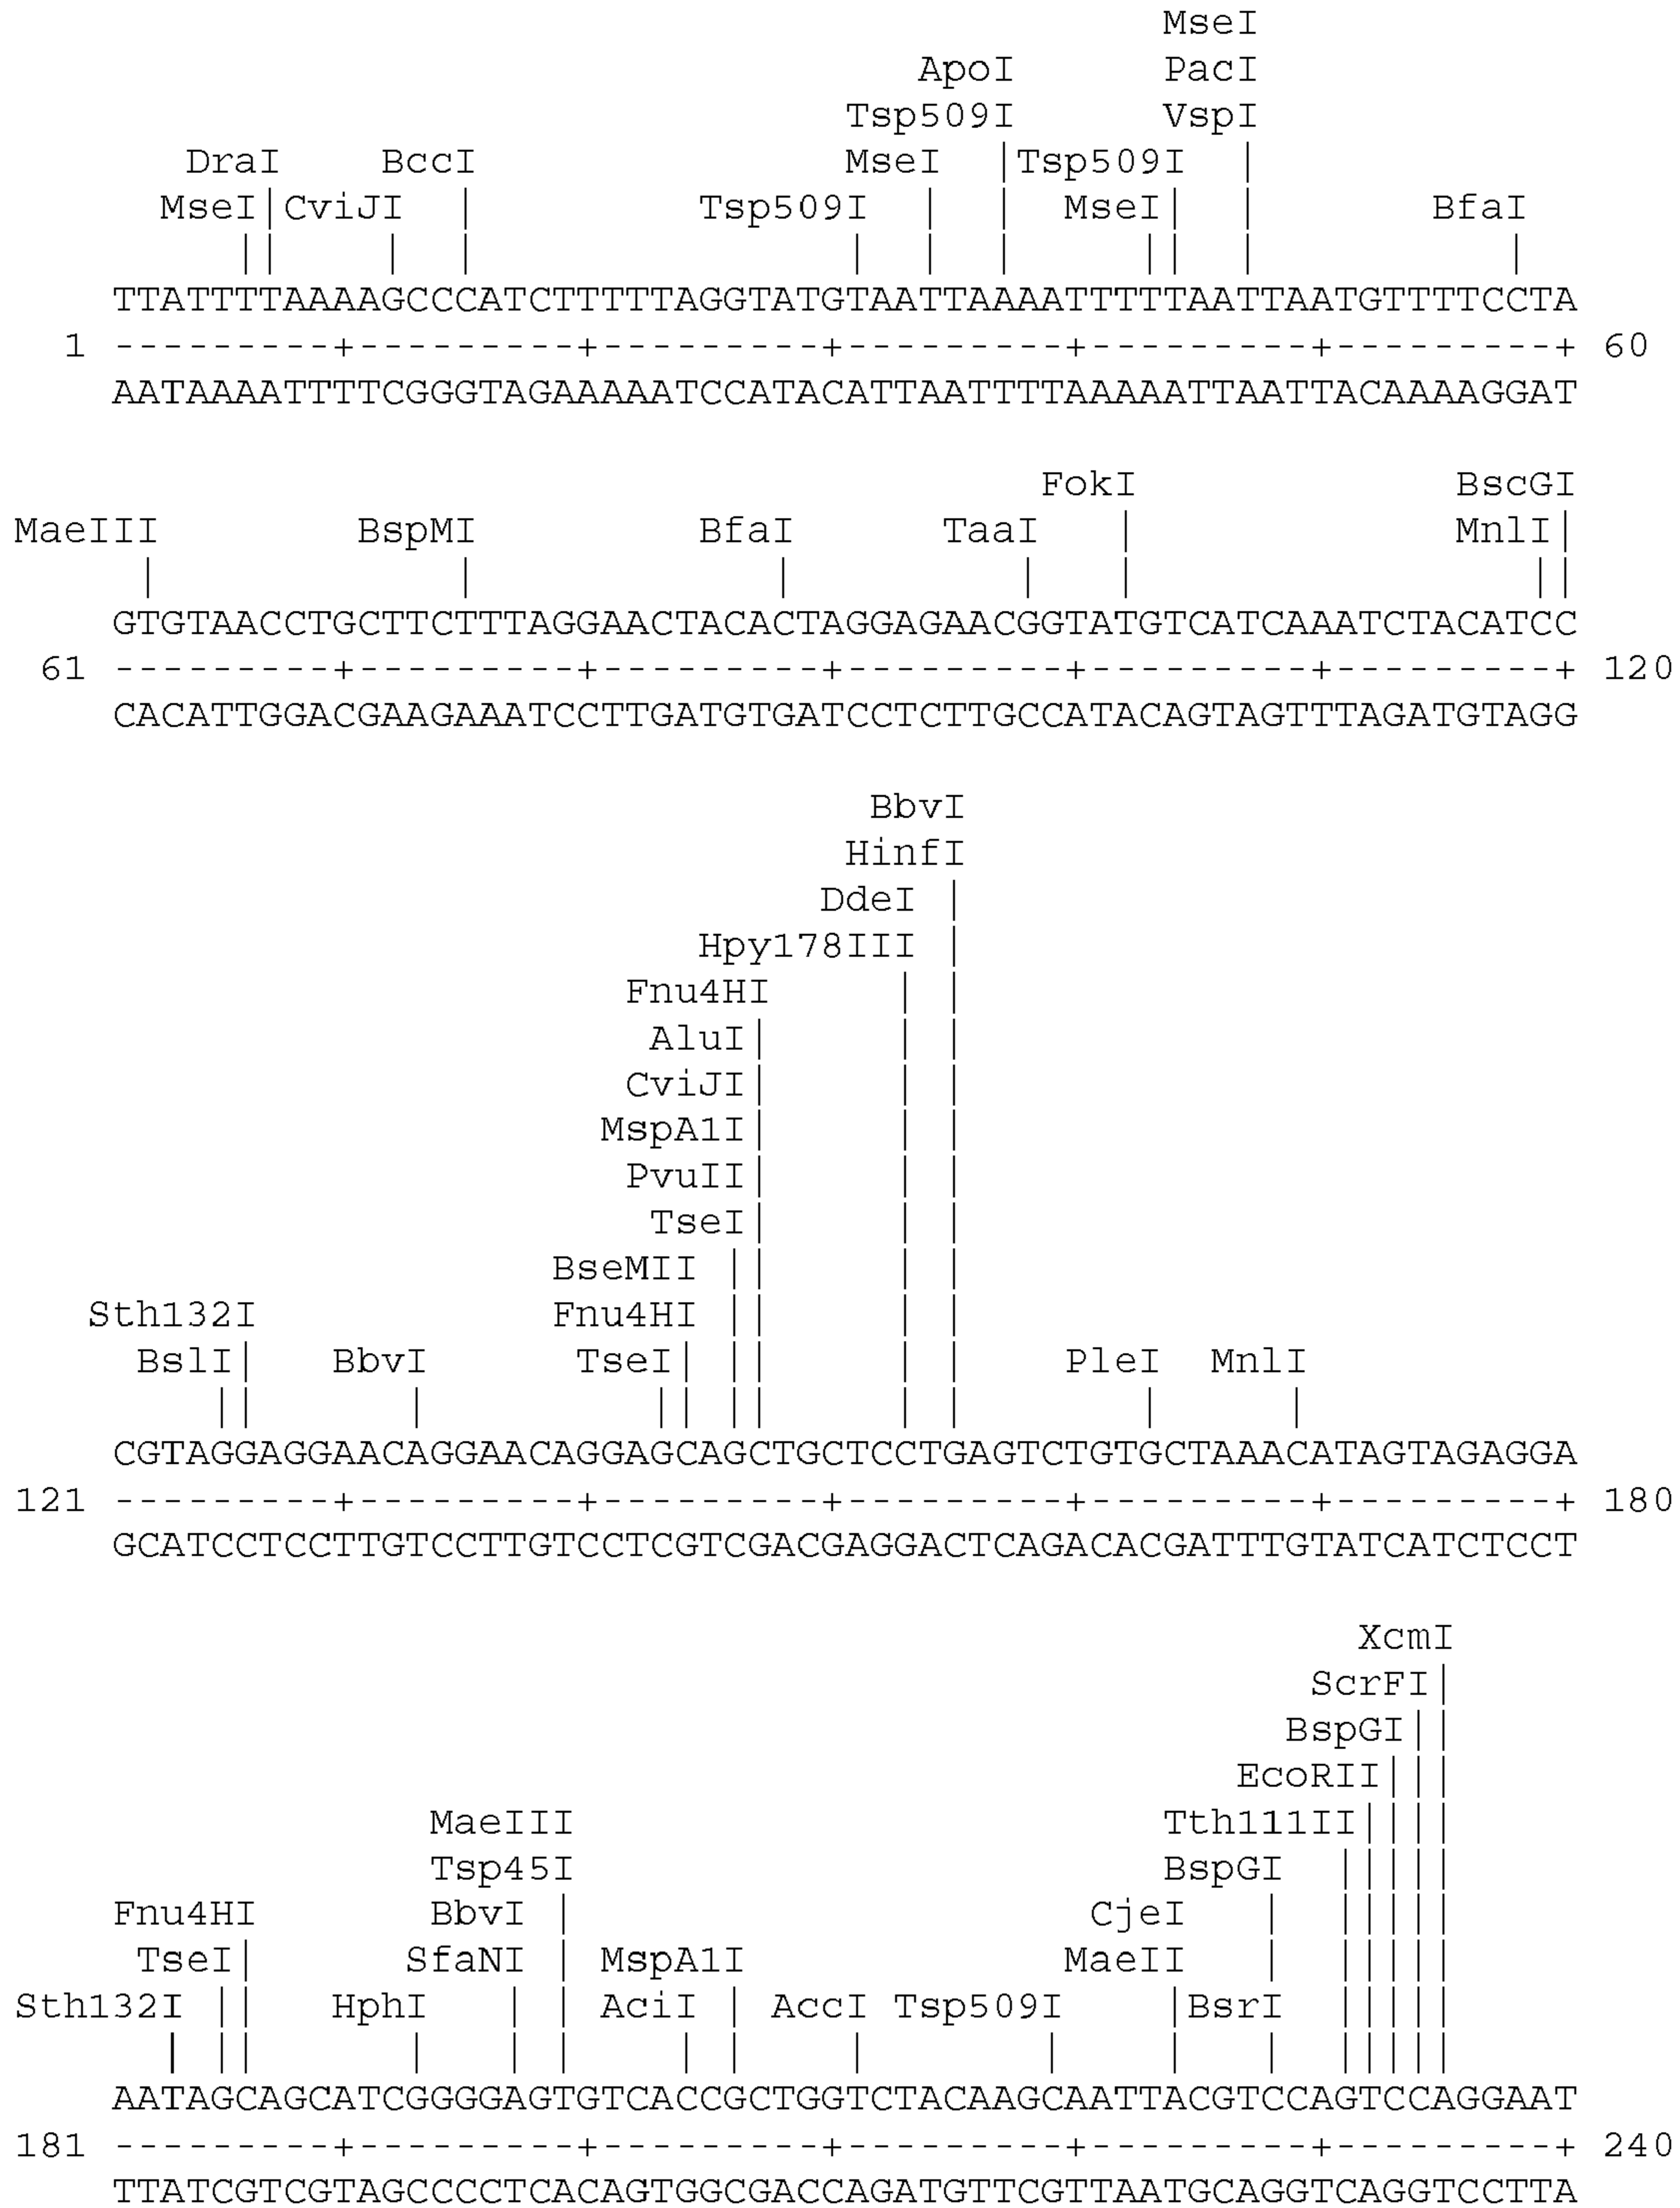 MseI
ApoI PacI
Tsp509I VspI
DraI BccI MseI Tsp509I
MseI CviJI Tsp509I MseI BfaI
TTATTTTAAAAGCCCATCTTTTTAGGTATGTAATTAAAATTTTTAATTAATGTTTTCCTA
1 ---------+---------+---------+---------+---------+---------+ 60
AATAAAATTTTCGGGTAGAAAAATCCATACATTAATTTTAAAAATTAATTACAAAAGGAT
FokI BscGI
MaeIII BspMI BfaI TaaI MnlI
GTGTAACCTGCTTCTTTAGGAACTACACTAGGAGAACGGTATGTCATCAAATCTACATCC
61 ---------+---------+---------+---------+---------+---------+ 120
CACATTGGACGAAGAAATCCTTGATGTGATCCTCTTGCCATACAGTAGTTTAGATGTAGG
BbvI
HinfI
DdeI
Hpy178III
Fnu4HI
AluI
CviJI
MspA1I
PvuII
TseI
BseMII
Sth132I Fnu4HI
BslI BbvI TseI PleI MnlI
CGTAGGAGGAACAGGAACAGGAGCAGCTGCTCCTGAGTCTGTGCTAAACATAGTAGAGGA
121 ---------+---------+---------+---------+---------+---------+ 180
GCATCCTCCTTGTCCTTGTCCTCGTCGACGAGGACTCAGACACGATTTGTATCATCTCCT
XcmI
ScrFI
BspGI
EcoRII
MaeIII Tth111II
Tsp45I BspGI
Fnu4HI BbvI CjeI
TseI SfaNI MspA1I MaeII
Sth132I HphI AciI AccI Tsp509I BsrI
AATAGCAGCATCGGGGAGTGTCACCGCTGGTCTACAAGCAATTACGTCCAGTCCAGGAAT
181 ---------+---------+---------+---------+---------+---------+ 240
TTATCGTCGTAGCCCCTCACAGTGGCGACCAGATGTTCGTTAATGCAGGTCAGGTCCTTA